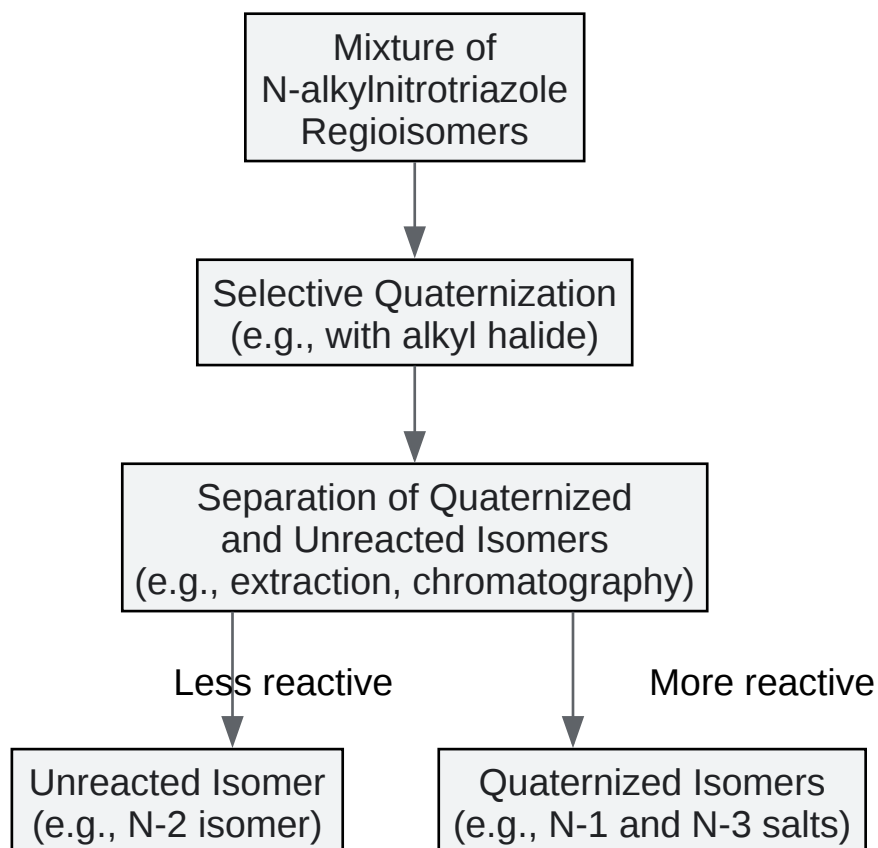 Mixture of
N-alkylnitrotriazole
Regioisomers
Selective Quaternization
(e.g., with alkyl halide)
Separation of Quaternized
and Unreacted Isomers
(e.g., extraction, chromatography)
Less reactive
More reactive
Unreacted Isomer
(e.g., N-2 isomer)
Quaternized Isomers
(e.g., N-1 and N-3 salts)